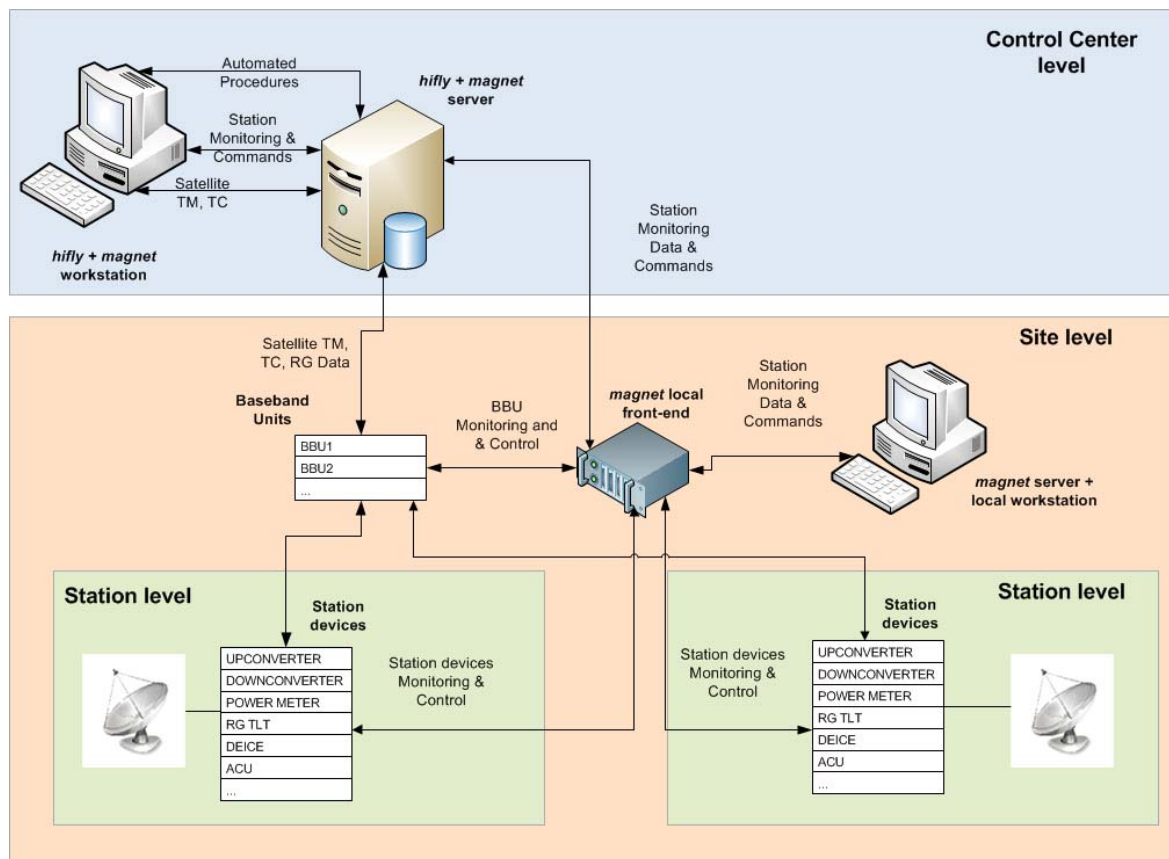 Control Center
level
Automated
Procedures
hifly + magnet
server
Station
Monitoring &
Commands
Satellite
TM, TC
hifly + magnet
workstation
Station
Monitoring
Data &
Commands
Site level
Satellite TM,
TC, RG Data
Baseband
Units
BBU1
BBU2
...
BBU
Monitoring and
& Control
magnet local
front-end
Station
Monitoring
Data &
Commands
magnet server +
local workstation
Station level
Station
devices
UPCONVERTER
DOWNCONVERTER
POWER METER
RG TLT
DEICE
ACU
...
Station devices
Monitoring &
Control
Station level
Station
devices
Station devices
Monitoring &
Control
UPCONVERTER
DOWNCONVERTER
POWER METER
RG TLT
DEICE
ACU
...